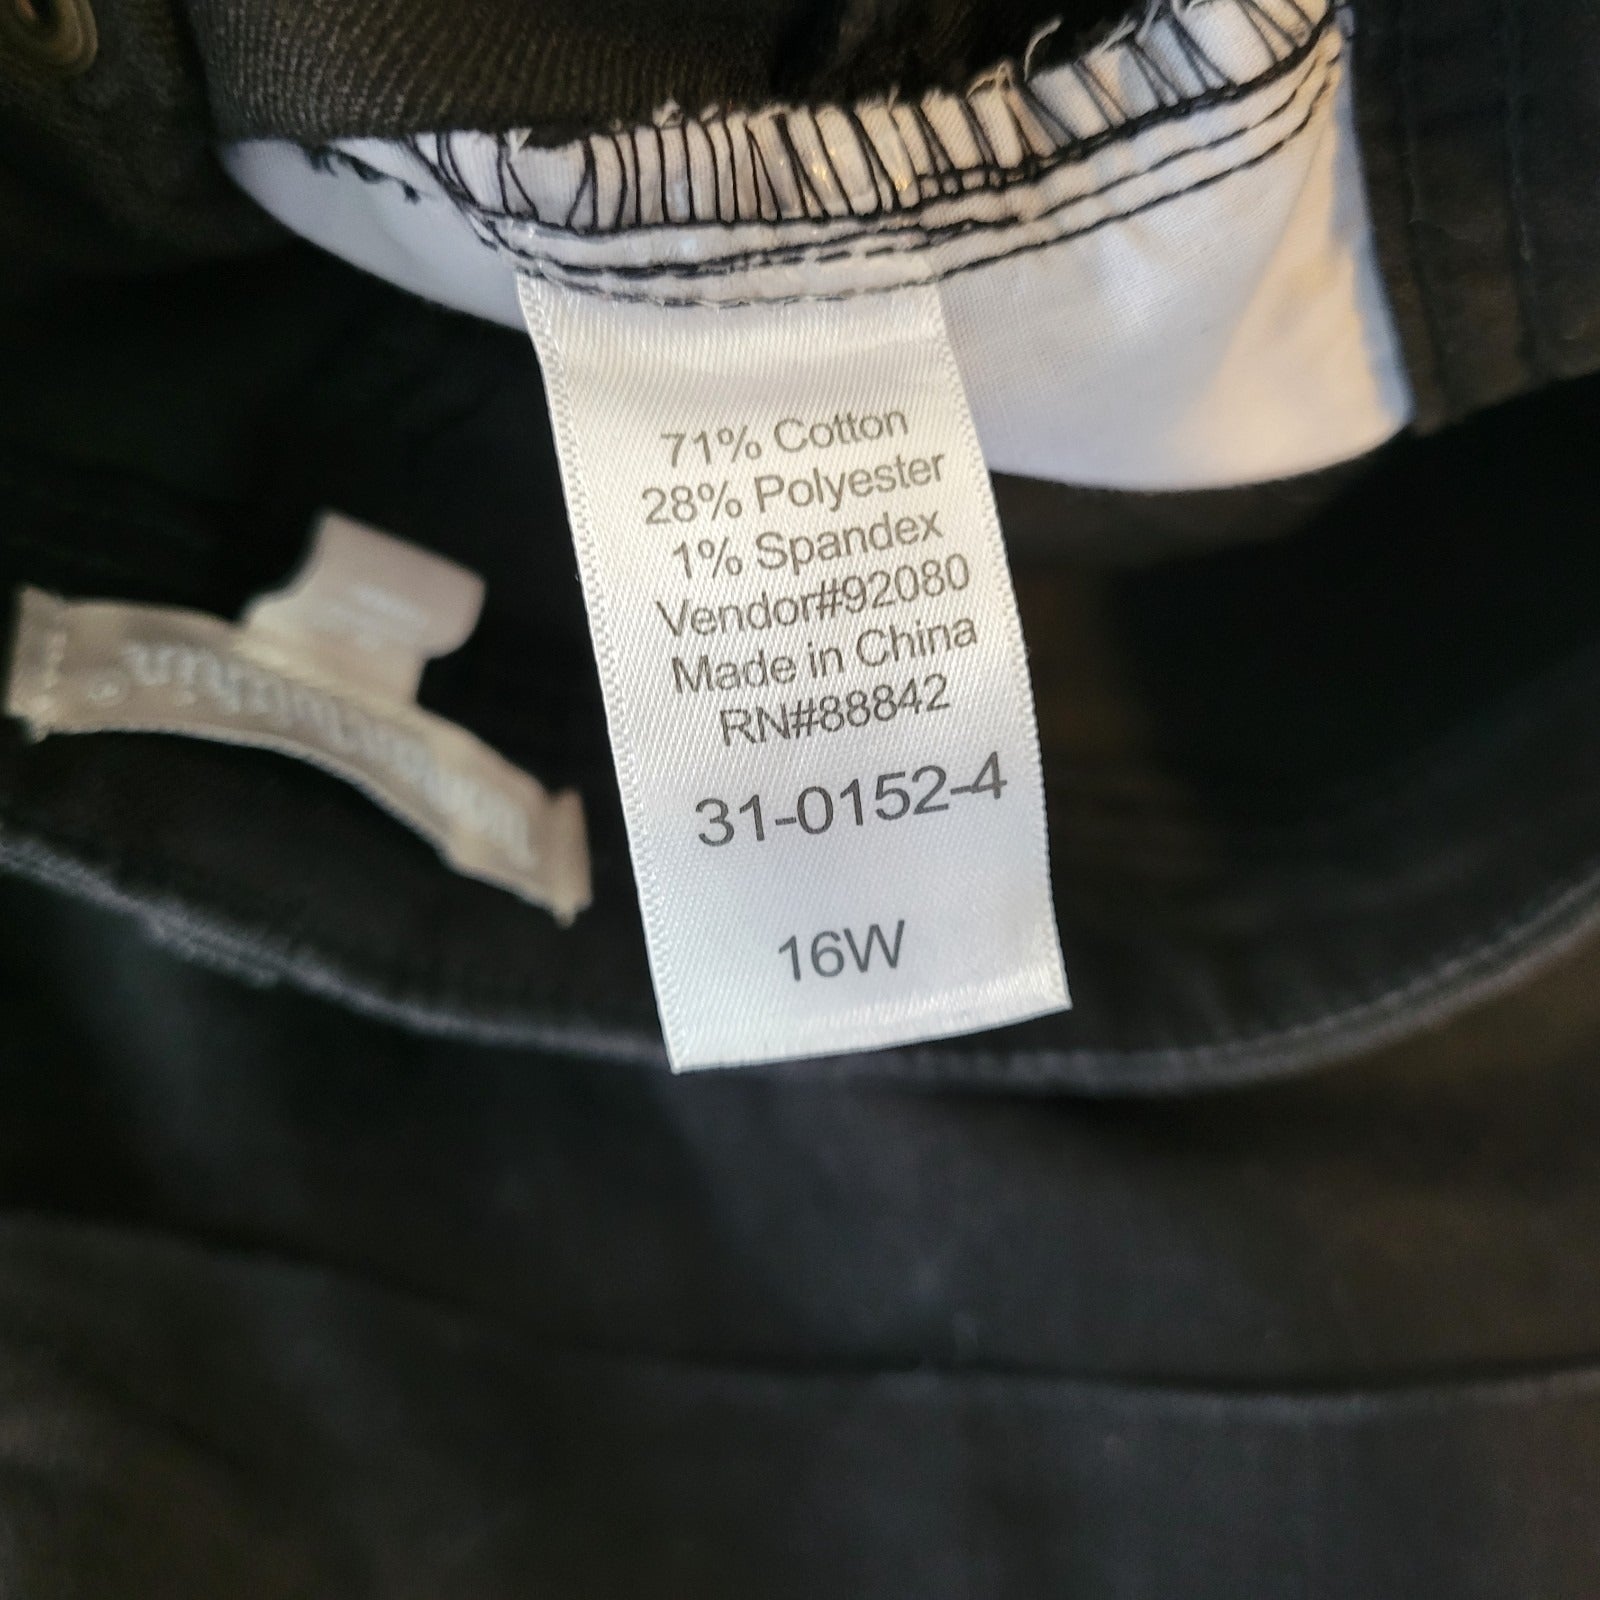 71% Cotton
28% Polyester
1% Spandex
Vendor#92080
Made in China
RN#88842
31-0152-4
16W